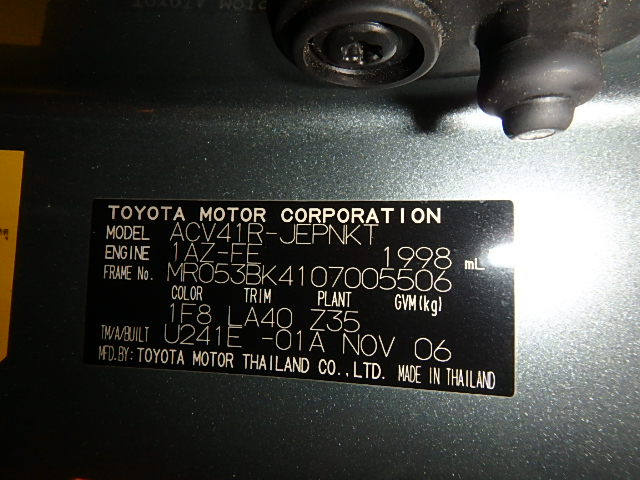 TOYOTA MOTOR CORPORATION
MODEL ACV41R-JEPNKT
ENGINE 1AZ-FE 1998 mL
FRAME No. MR053BK4107005506
COLOR TRIM PLANT GVM(kg)
1F8 LA40 Z35
TM/A/BUILT U241E -01A NOV 06
MFD.BY: TOYOTA MOTOR THAILAND CO.,LTD. MADE IN THAILAND